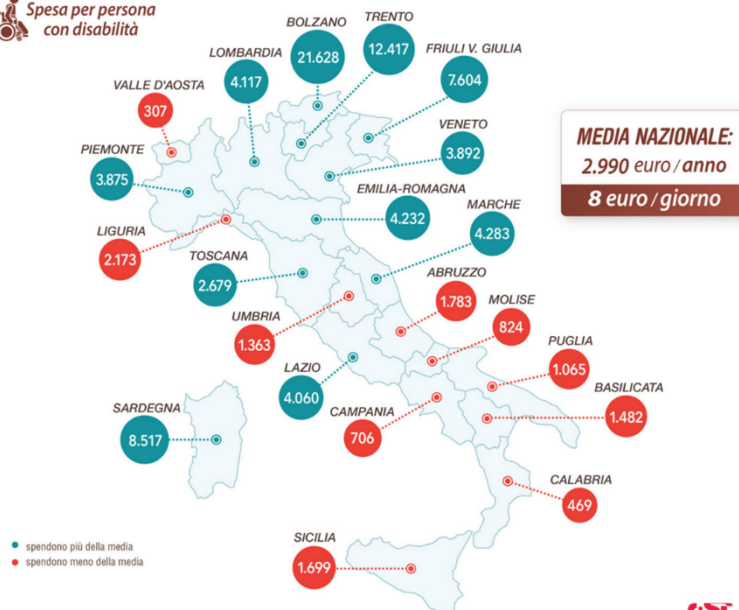 Spesa per persona
con disabilità
BOLZANO
21.628
TRENTO
12.417
LOMBARDIA
4.117
FRIULI V. GIULIA
7.604
VALLE D'AOSTA
307
VENETO
3.892
PIEMONTE
3.875
EMILIA-ROMAGNA
4.232
MARCHE
4.283
LIGURIA
2.173
TOSCANA
2.679
ABRUZZO
1.783
MOLISE
824
UMBRIA
1.363
PUGLIA
1.065
LAZIO
4.060
BASILICATA
1.482
SARDEGNA
8.517
CAMPANIA
706
CALABRIA
469
SICILIA
1.699
MEDIA NAZIONALE:
2.990 euro/anno
8 euro/giorno
spendono più della media
spendono meno della media